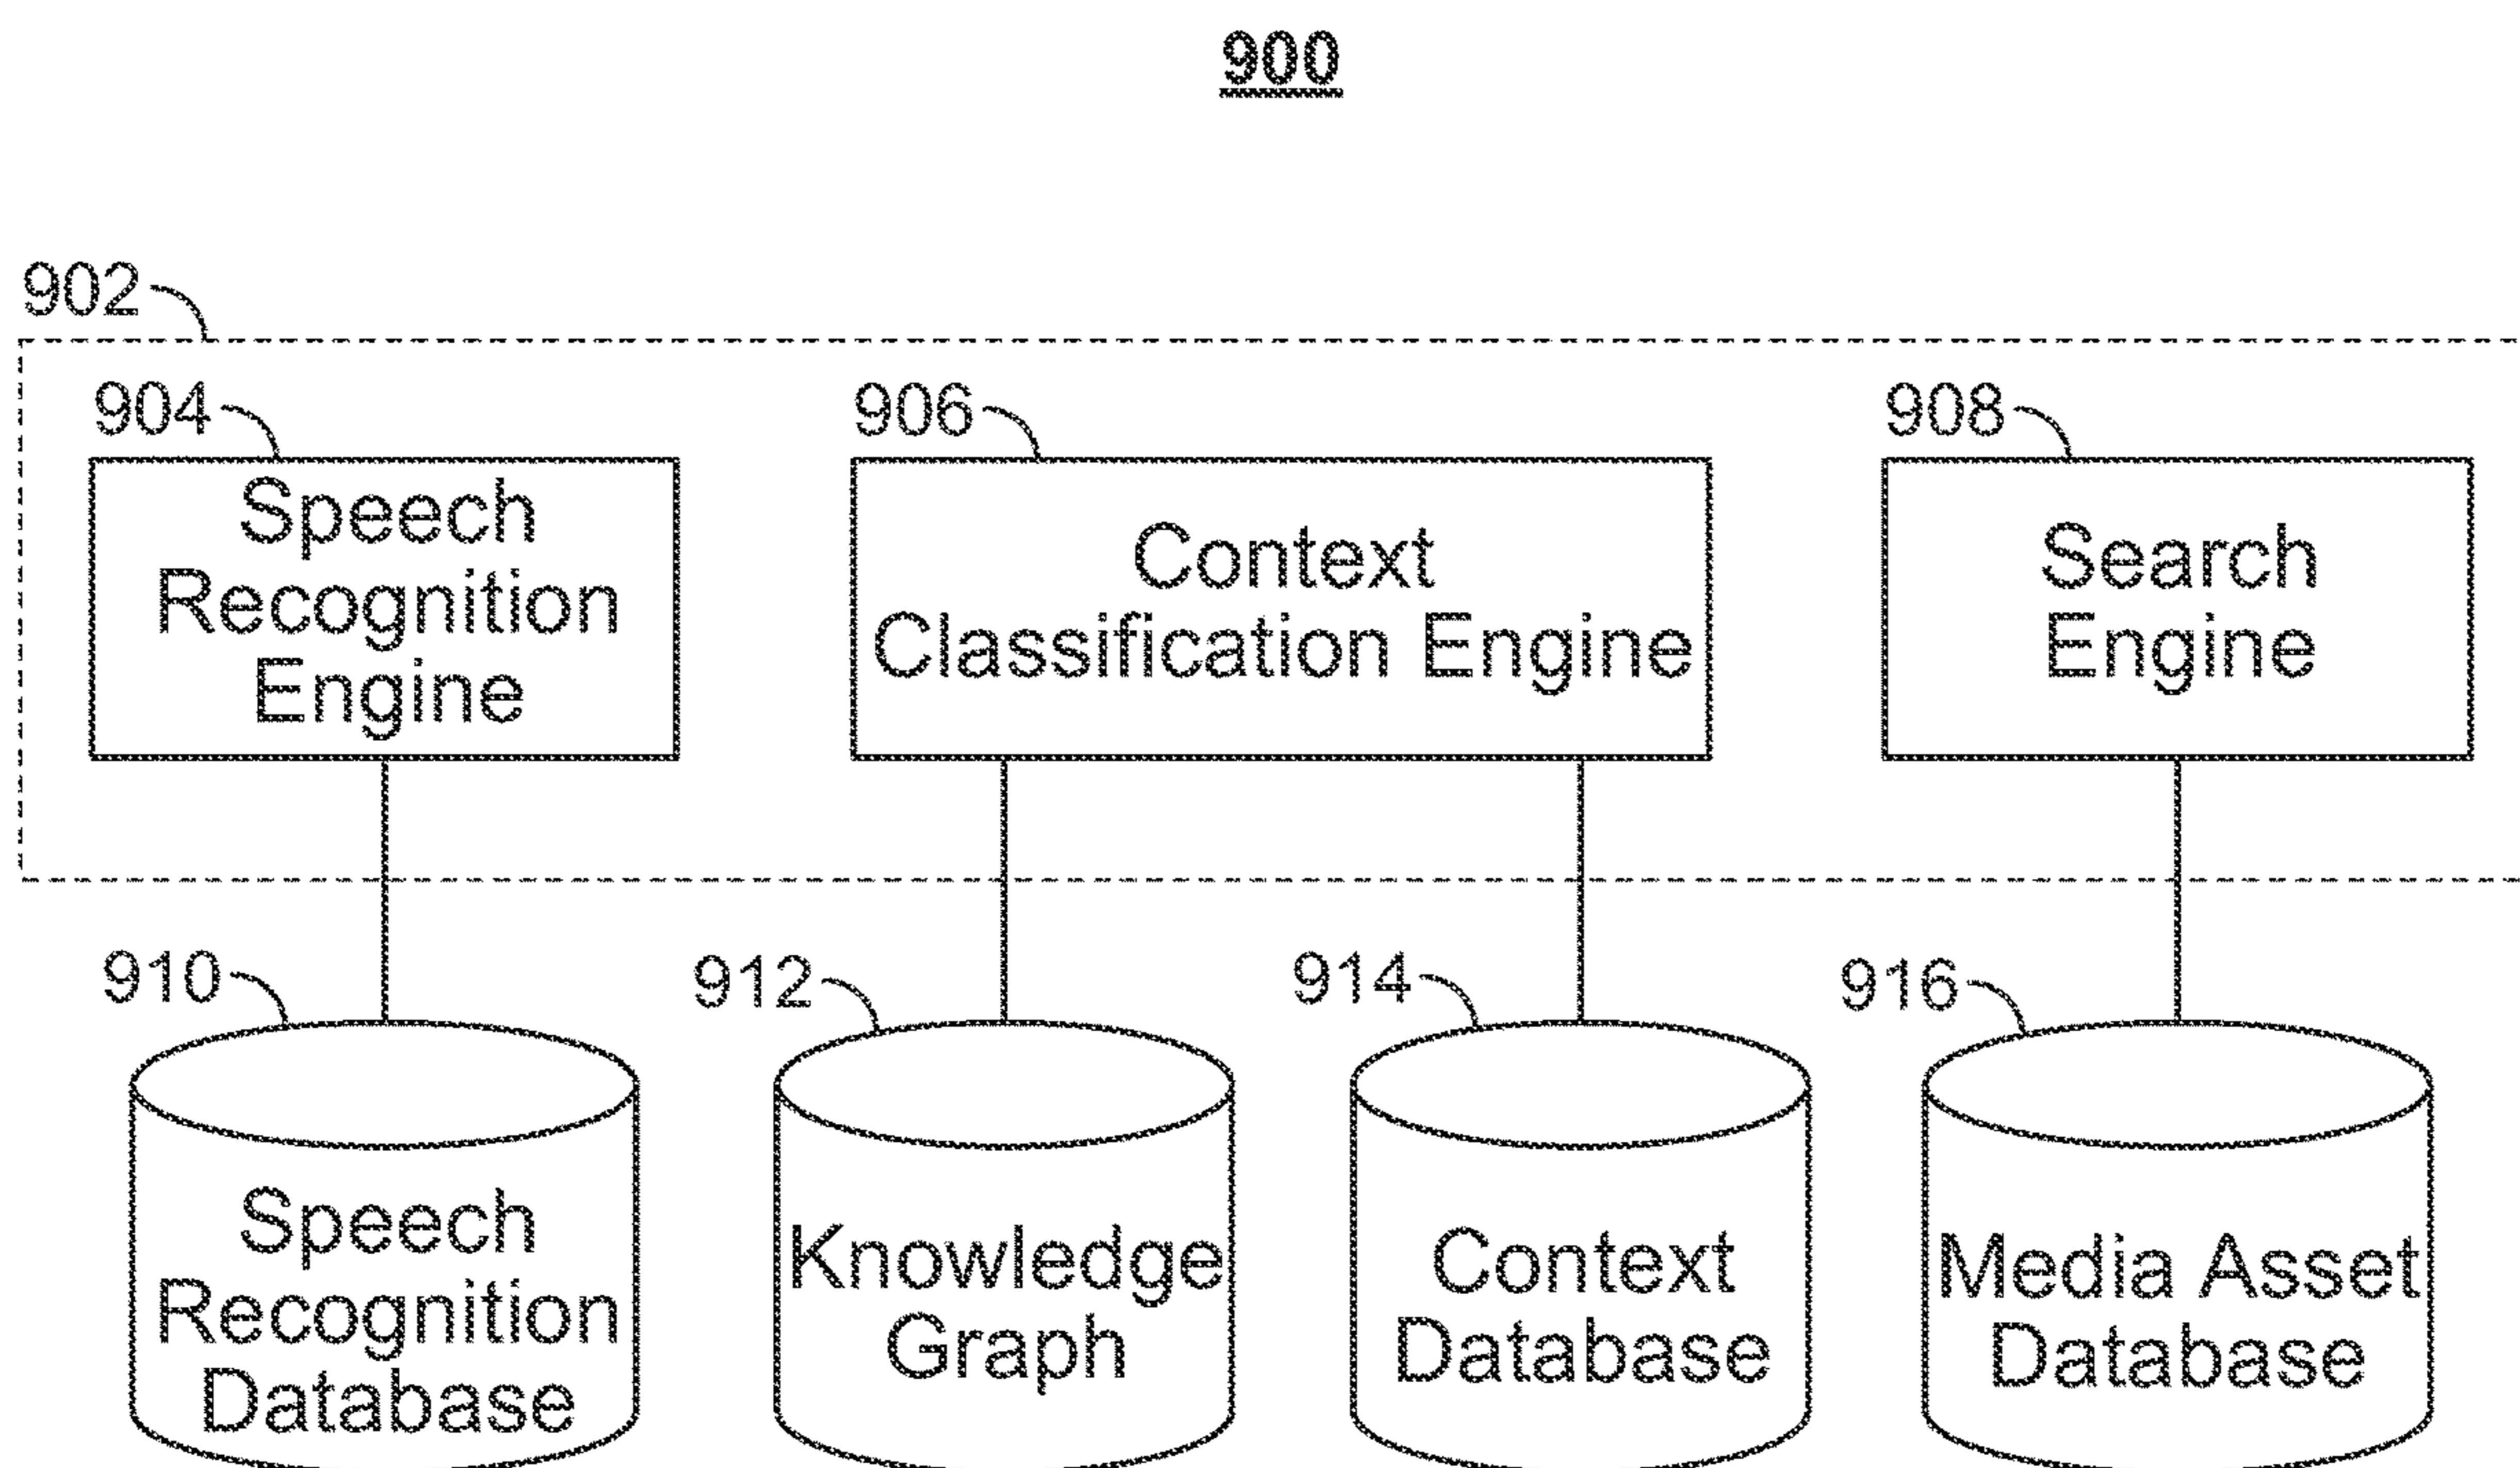 900
902
904
906
908
Speech
Recognition
Engine
Context
Classification Engine
Search
Engine
910
912
914
916
Speech
Recognition
Database
Knowledge
Graph
Context
Database
Media Asset
Database